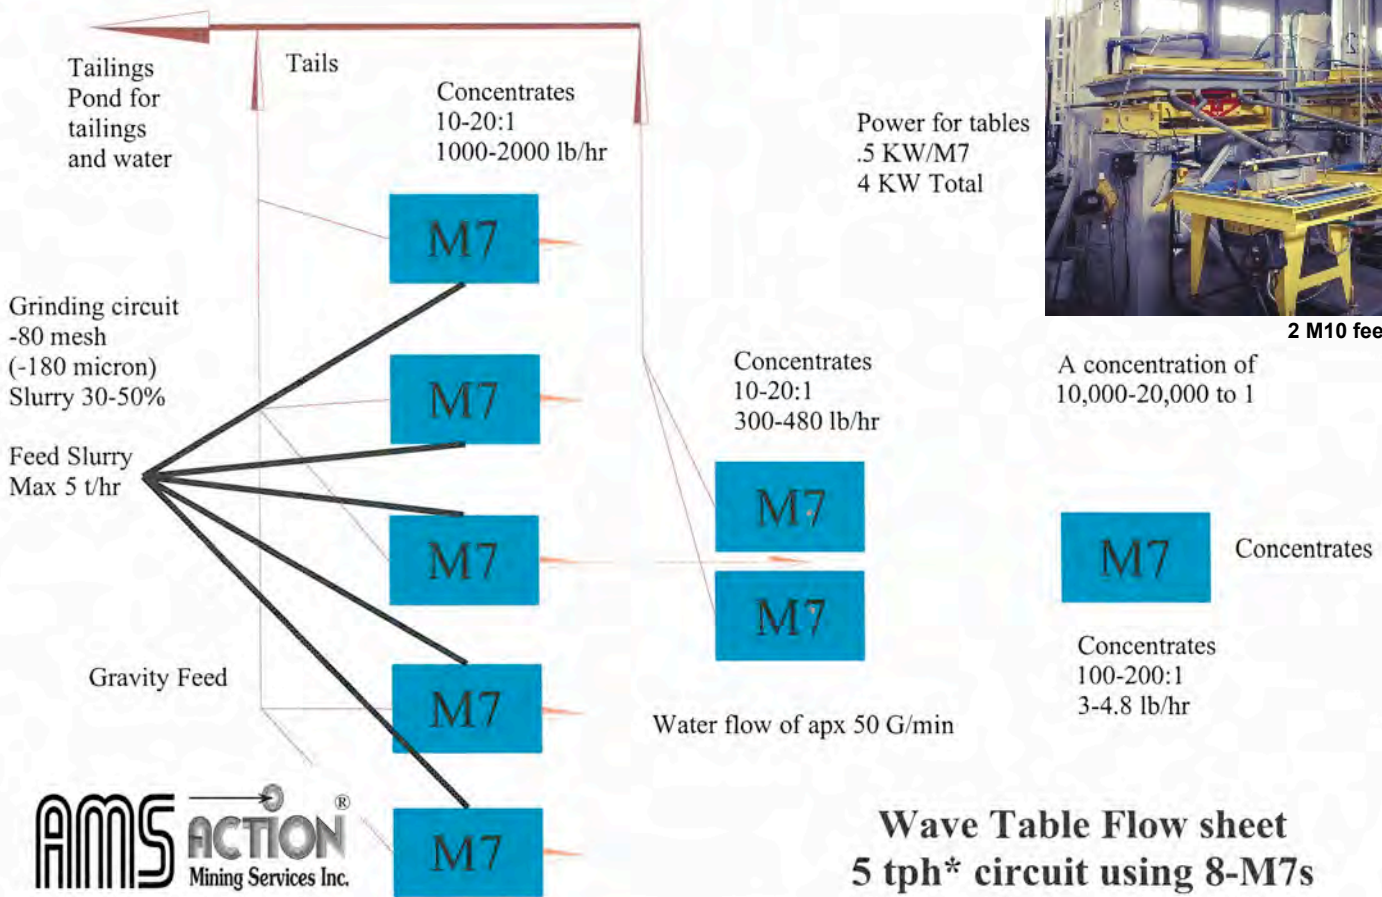 Tailings
Pond for
tailings
and water
Tails
Concentrates
10-20:1
1000-2000 lb/hr
Power for tables
.5 KW/M7
4 KW Total
2 M10 fee
M7
Grinding circuit
-80 mesh
(-180 micron)
Slurry 30-50%
M7
Concentrates
10-20:1
300-480 lb/hr
A concentration of
10,000-20,000 to 1
Feed Slurry
Max 5 t/hr
M7
M7
M7
M7
Concentrates
Concentrates
100-200:1
3-4.8 lb/hr
Gravity Feed
M7
Water flow of apx 50 G/min
M7
AMS ACTION ®
Mining Services Inc.
Wave Table Flow sheet
5 tph* circuit using 8-M7s